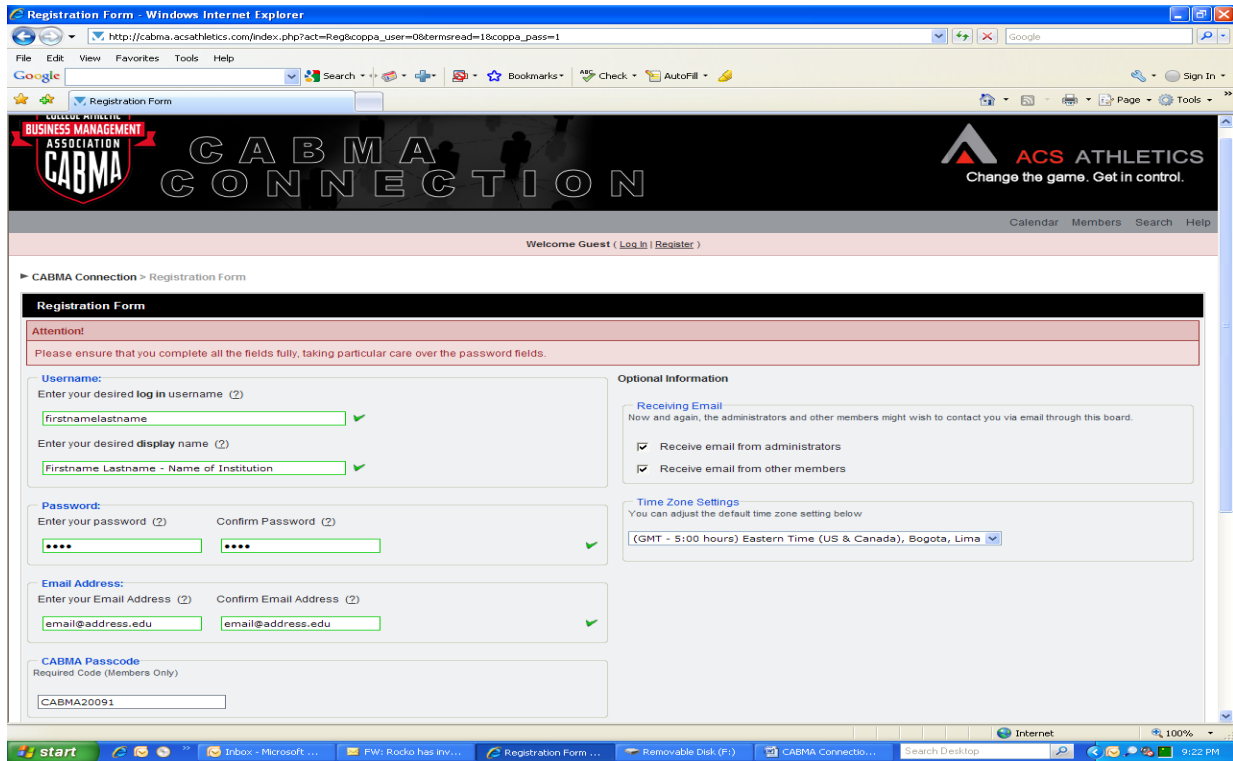 Registration Form - Windows Internet Explorer
http://cabma.acsathletics.com/index.php?act=Reg&coppa_user=0&termsread=1&coppa_pass=1
Google
File Edit View Favorites Tools Help
Google Search Bookmarks ABC Check AutoFill Sign In
Registration Form Page Tools
COLLEGE ATHLETIC
BUSINESS MANAGEMENT
ASSOCIATION
CABMA
CABMA
CONNECTION
ACS ATHLETICS
Change the game. Get in control.
Calendar Members Search Help
Welcome Guest ( Log In | Register )
CABMA Connection > Registration Form
Registration Form
Attention!
Please ensure that you complete all the fields fully, taking particular care over the password fields.
Username:
Enter your desired log in username (?)
firstnamelastname
Enter your desired display name (?)
Firstname Lastname - Name of Institution
Password:
Enter your password (?) Confirm Password (?)
•••• ••••
Email Address:
Enter your Email Address (?) Confirm Email Address (?)
email@address.edu email@address.edu
CABMA Passcode
Required Code (Members Only)
CABMA20091
Optional Information
Receiving Email
Now and again, the administrators and other members might wish to contact you via email through this board.
Receive email from administrators
Receive email from other members
Time Zone Settings
You can adjust the default time zone setting below
(GMT - 5:00 hours) Eastern Time (US & Canada), Bogota, Lima
Internet 100%
start Inbox - Microsoft ... FW: Rocko has inv... Registration Form ... Removable Disk (F:) CABMA Connectio... Search Desktop 9:22 PM